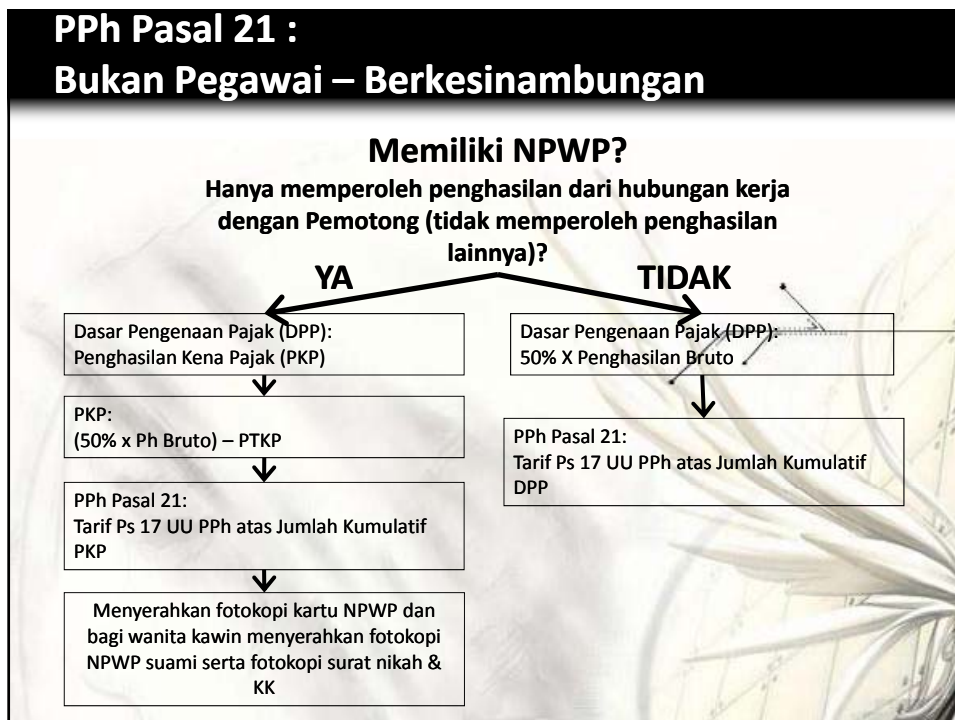 PPh Pasal 21 :
Bukan Pegawai – Berkesinambungan
Memiliki NPWP?
Hanya memperoleh penghasilan dari hubungan kerja
dengan Pemotong (tidak memperoleh penghasilan
lainnya)?
YA
TIDAK
Dasar Pengenaan Pajak (DPP):
Penghasilan Kena Pajak (PKP)
PKP:
(50% x Ph Bruto) – PTKP
PPh Pasal 21:
Tarif Ps 17 UU PPh atas Jumlah Kumulatif
PKP
Menyerahkan fotokopi kartu NPWP dan
bagi wanita kawin menyerahkan fotokopi
NPWP suami serta fotokopi surat nikah &
KK
Dasar Pengenaan Pajak (DPP):
50% X Penghasilan Bruto
PPh Pasal 21:
Tarif Ps 17 UU PPh atas Jumlah Kumulatif
DPP